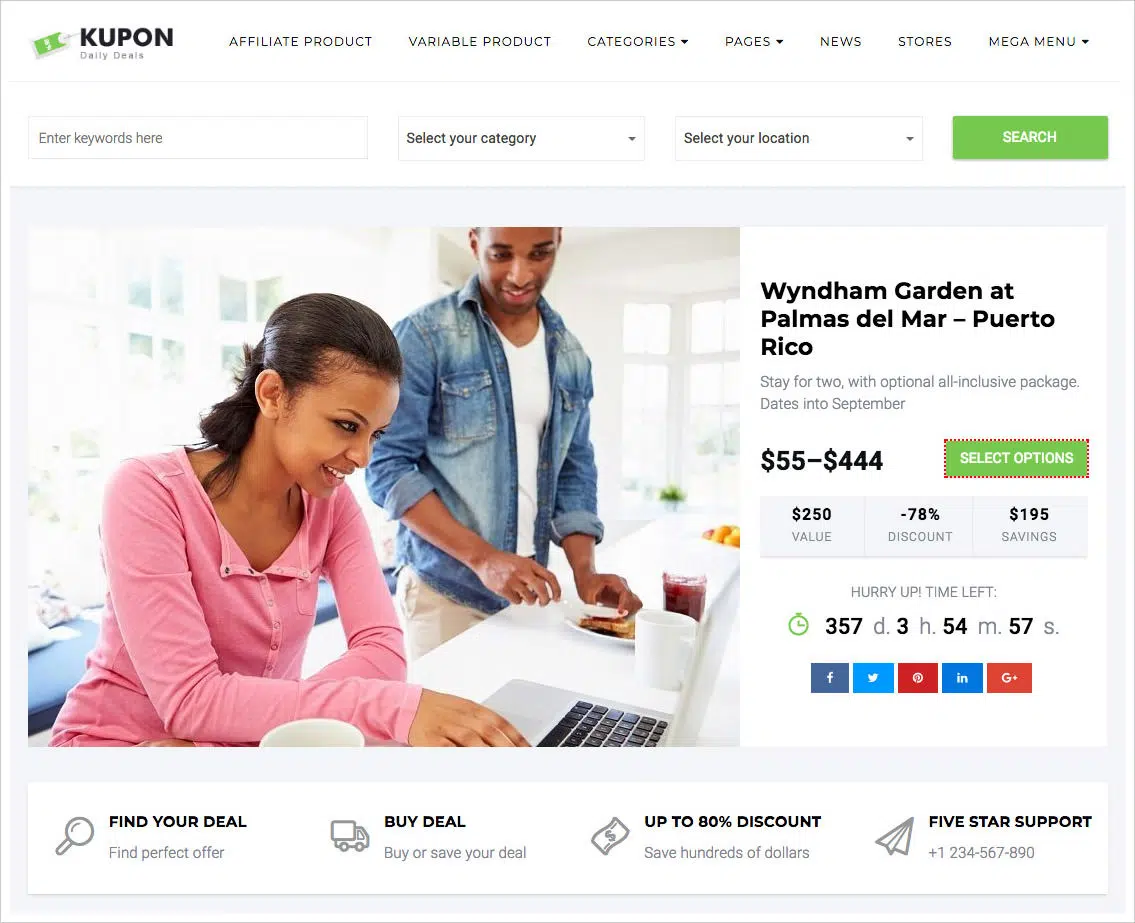 KUPON
Daily Deals
AFFILIATE PRODUCT
VARIABLE PRODUCT
CATEGORIES
PAGES
NEWS
STORES
MEGA MENU
Enter keywords here
Select your category
Select your location
SEARCH
Wyndham Garden at
Palmas del Mar – Puerto
Rico
Stay for two, with optional all-inclusive package.
Dates into September
$55–$444
SELECT OPTIONS
$250
VALUE
-78%
DISCOUNT
$195
SAVINGS
HURRY UP! TIME LEFT:
357 d. 3 h. 54 m. 57 s.
FIND YOUR DEAL
Find perfect offer
BUY DEAL
Buy or save your deal
UP TO 80% DISCOUNT
Save hundreds of dollars
FIVE STAR SUPPORT
+1 234-567-890